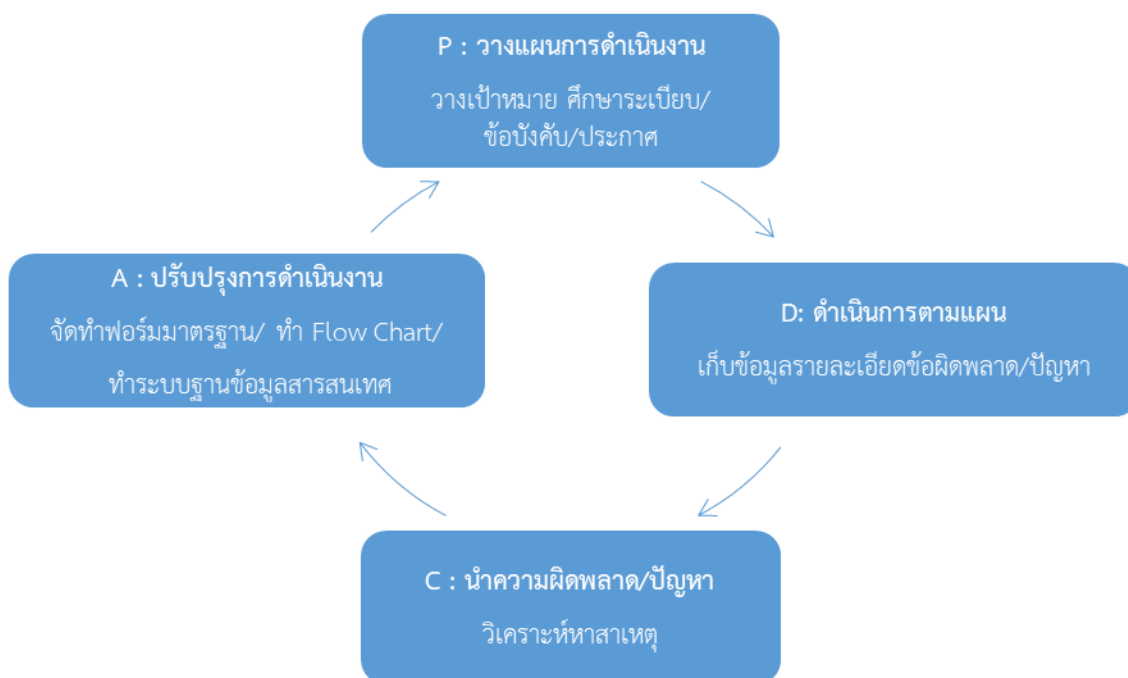 P : วางแผนการดำเนินงาน
วางเป้าหมาย ศึกษาระเบียบ/
ข้อบังคับ/ประกาศ
A : ปรับปรุงการดำเนินงาน
จัดทำฟอร์มมาตรฐาน/ ทำ Flow Chart/
ทำระบบฐานข้อมูลสารสนเทศ
D: ดำเนินการตามแผน
เก็บข้อมูลรายละเอียดข้อผิดพลาด/ปัญหา
C : นำความผิดพลาด/ปัญหา
วิเคราะห์หาสาเหตุ